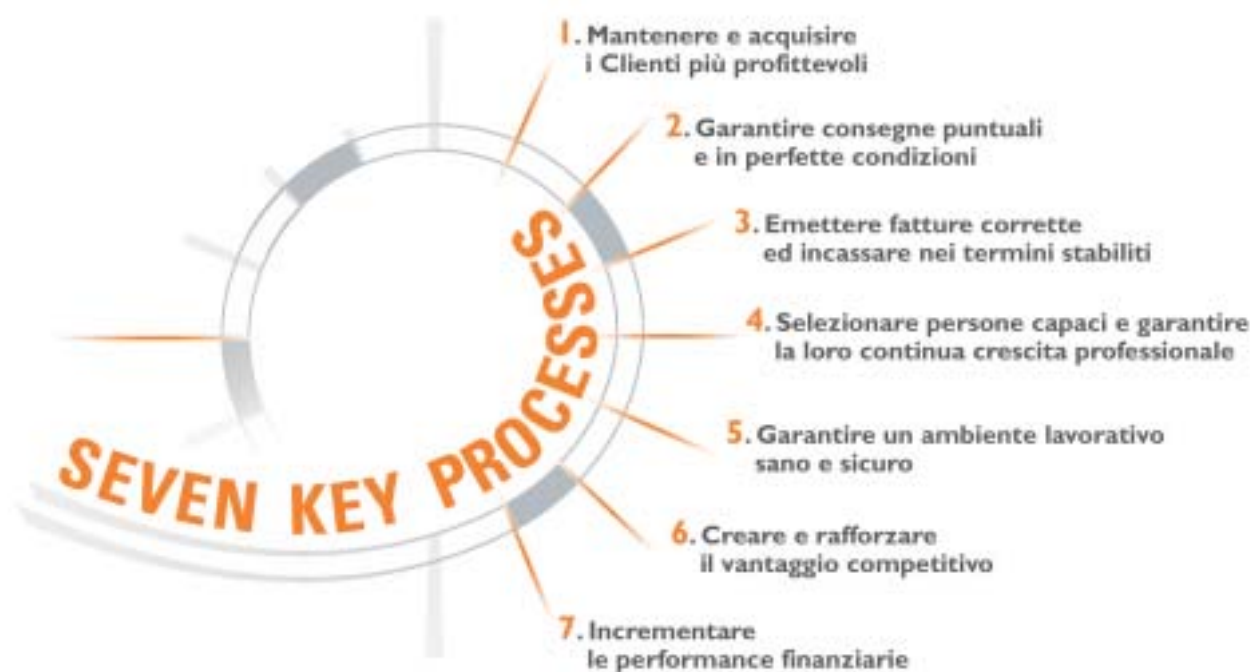 1. Mantenere e acquisire
i Clienti più profittevoli
2. Garantire consegne puntuali
e in perfette condizioni
3. Emettere fatture corrette
ed incassare nei termini stabiliti
4. Selezionare persone capaci e garantire
la loro continua crescita professionale
5. Garantire un ambiente lavorativo
sano e sicuro
6. Creare e rafforzare
il vantaggio competitivo
7. Incrementare
le performance finanziarie
SEVEN KEY PROCESSES